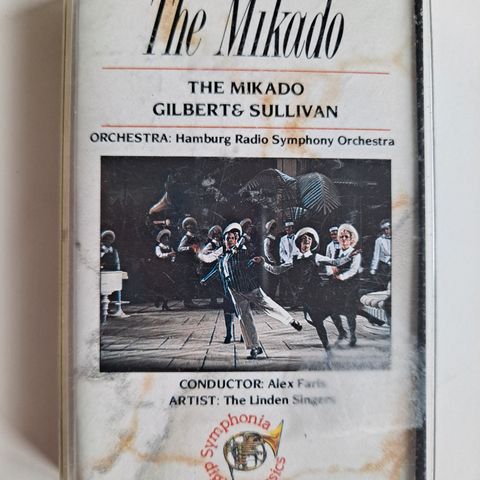 The Mikado
THE MIKADO
GILBERT& SULLIVAN
ORCHESTRA: Hamburg Radio Symphony Orchestra
CONDUCTOR: Alex Faris
ARTIST: The Linden Singers
Symphonia